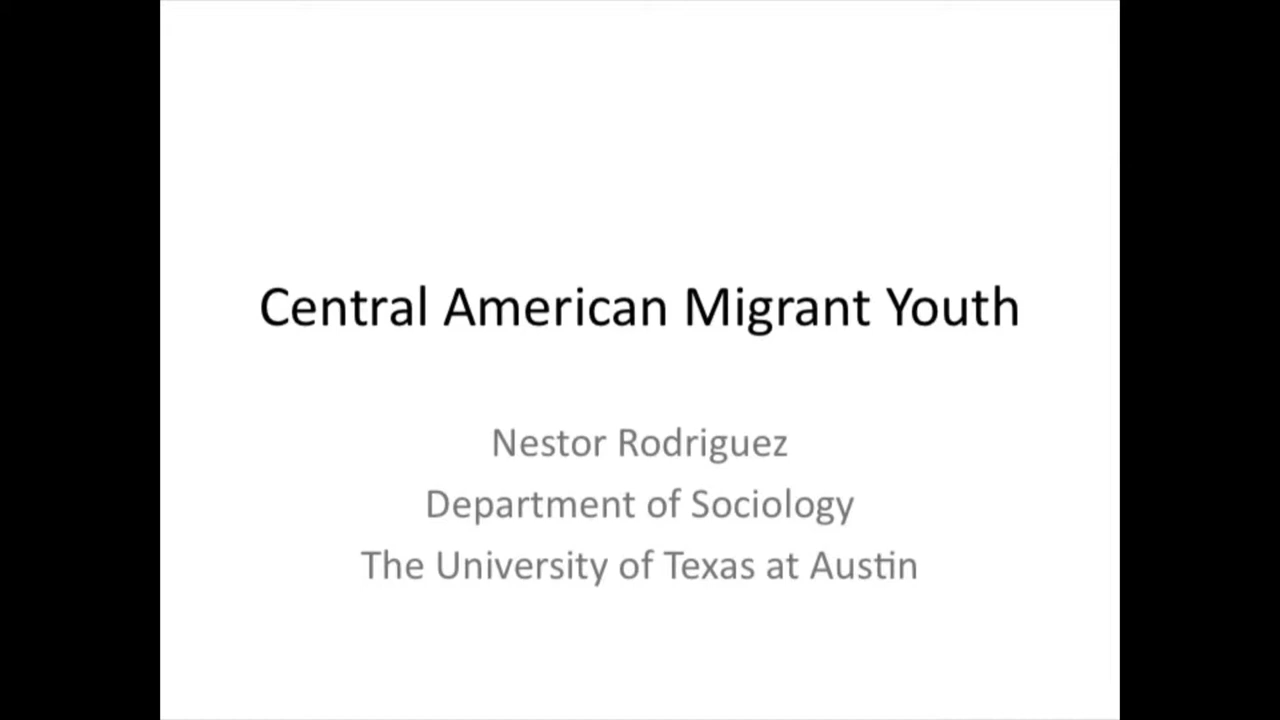 Central American Migrant Youth
Nestor Rodriguez
Department of Sociology
The University of Texas at Austin